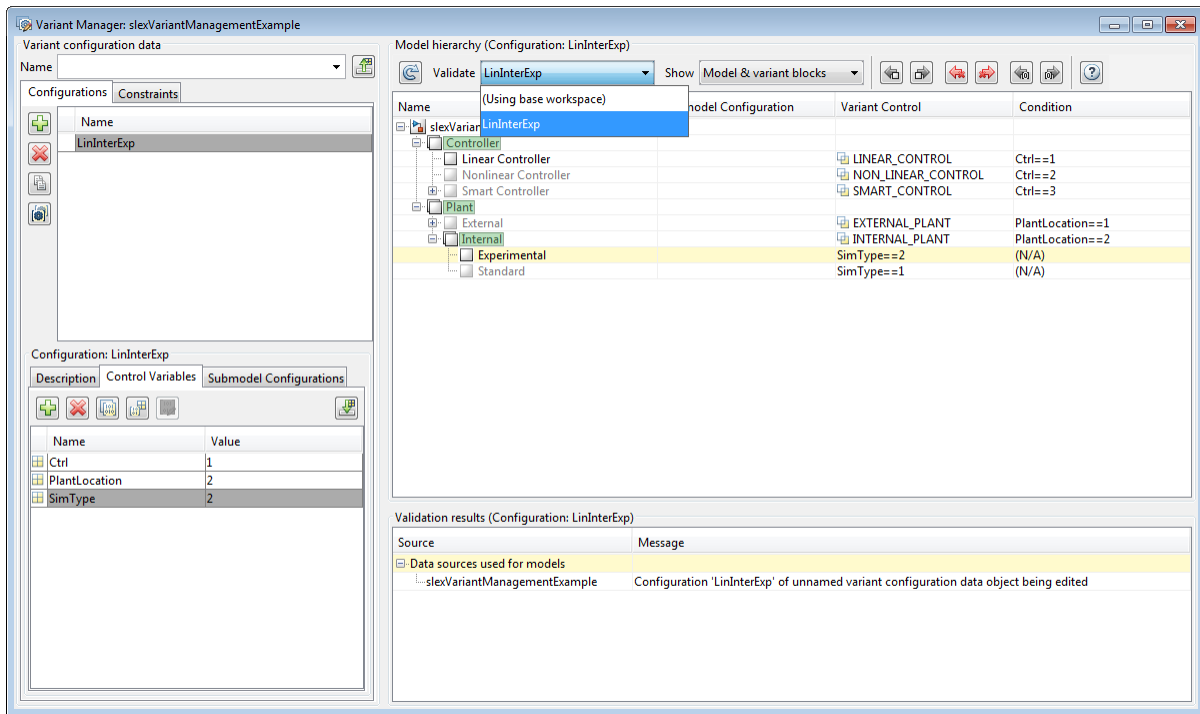 Variant Manager: slexVariantManagementExample
Variant configuration data
Name
Configurations Constraints
Name
LinInterExp
Configuration: LinInterExp
Description Control Variables Submodel Configurations
Name Value
Ctrl 1
PlantLocation 2
SimType 2
Model hierarchy (Configuration: LinInterExp)
Validate LinInterExp Show Model & variant blocks
(Using base workspace)
LinInterExp
Name model Configuration Variant Control Condition
slexVarian
Controller
Linear Controller LINEAR_CONTROL Ctrl==1
Nonlinear Controller NON_LINEAR_CONTROL Ctrl==2
Smart Controller SMART_CONTROL Ctrl==3
Plant
External EXTERNAL_PLANT PlantLocation==1
Internal INTERNAL_PLANT PlantLocation==2
Experimental SimType==2 (N/A)
Standard SimType==1 (N/A)
Validation results (Configuration: LinInterExp)
Source Message
Data sources used for models
slexVariantManagementExample Configuration 'LinInterExp' of unnamed variant configuration data object being edited